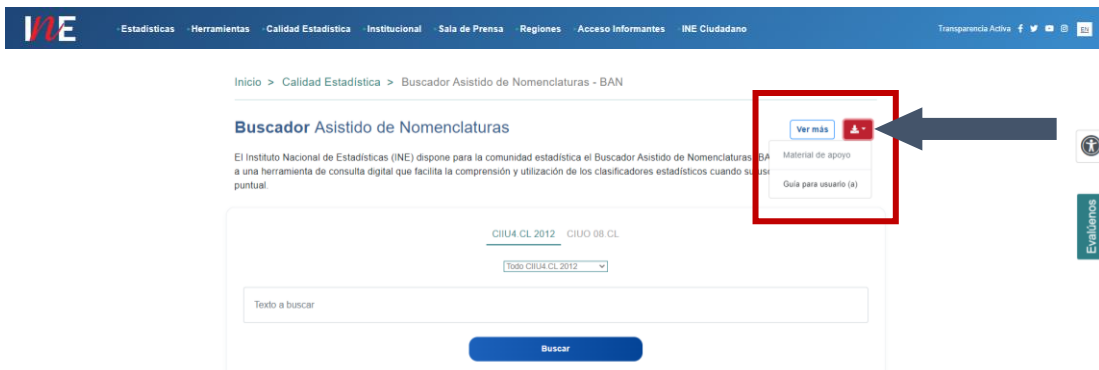 INE
Estadísticas Herramientas Calidad Estadística Institucional Sala de Prensa Regiones Acceso Informantes INE Ciudadano
Transparencia Activa
EN
Inicio > Calidad Estadística > Buscador Asistido de Nomenclaturas - BAN
Buscador Asistido de Nomenclaturas
Ver más
El Instituto Nacional de Estadísticas (INE) dispone para la comunidad estadística el Buscador Asistido de Nomenclaturas
a una herramienta de consulta digital que facilita la comprensión y utilización de los clasificadores estadísticos cuando su
puntual.
Material de apoyo
Guía para usuario (a)
CIIU4.CL 2012 CIUO 08.CL
Todo CIIU4.CL 2012
Texto a buscar
Buscar
Evalúenos